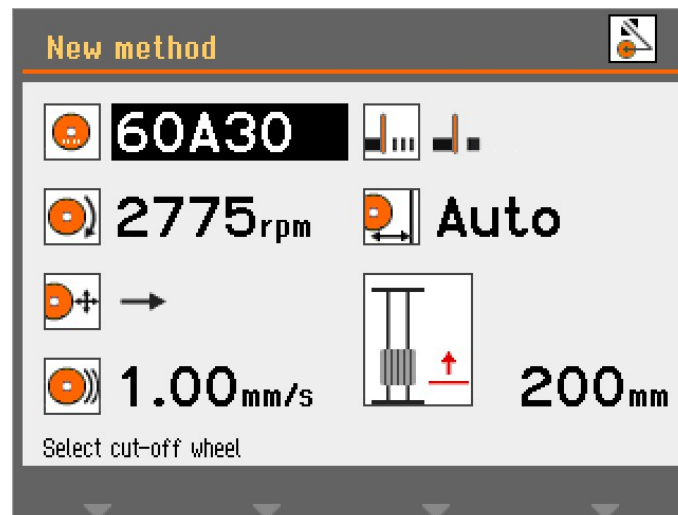 New method
60A30
2775rpm
Auto
1.00mm/s
200mm
Select cut-off wheel